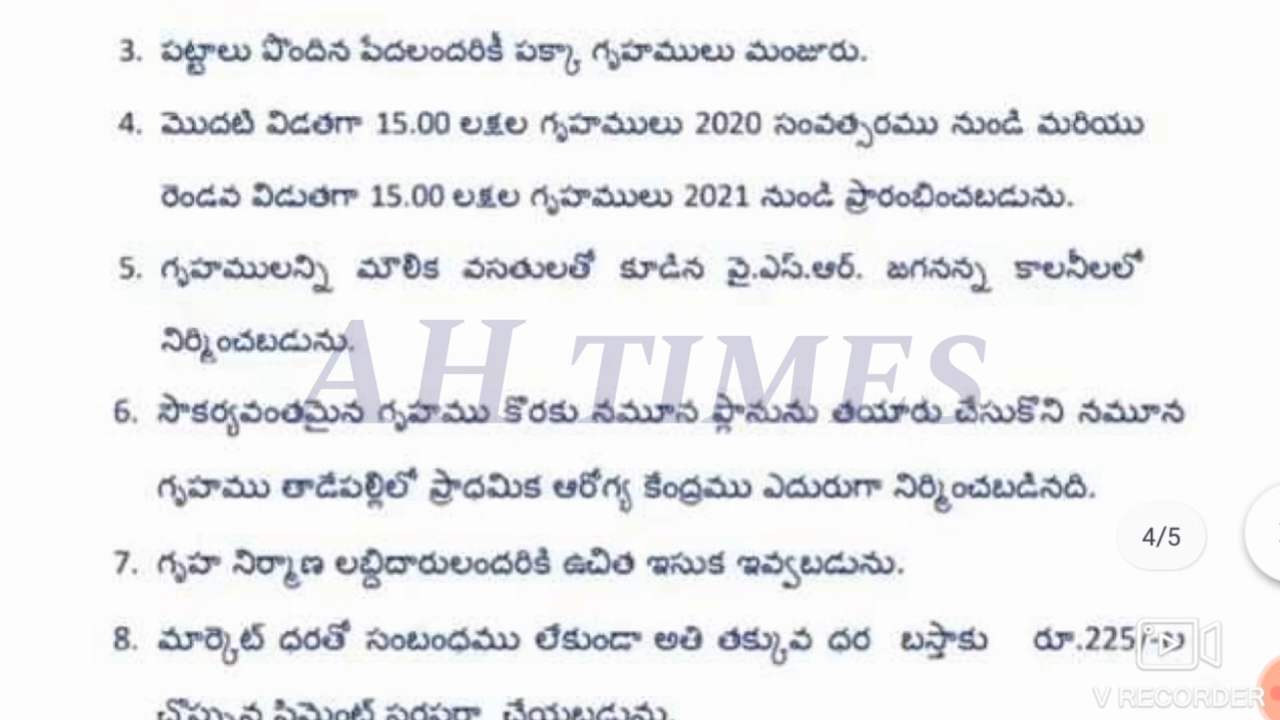 3. పట్టాలు పొందిన పేదలందరికీ పక్కా గృహములు మంజూరు.
4. మొదటి విడతగా 15.00 లక్షల గృహములు 2020 సంవత్సరము నుండి మరియు
రెండవ విడుతగా 15.00 లక్షల గృహములు 2021 నుండి ప్రారంభించబడును.
5. గృహములన్ని మౌలిక వసతులతో కూడిన వై.ఎస్.ఆర్. జగనన్న కాలనీలలో
నిర్మించబడును.
AH TIMES
6. సౌకర్యవంతమైన గృహము కొరకు నమూన ప్లానును తయారు చేసుకొని నమూన
గృహము తాడేపల్లిలో ప్రాధమిక ఆరోగ్య కేంద్రము ఎదురుగా నిర్మించబడినది.
4/5
7. గృహ నిర్మాణ లబ్దిదారులందరికి ఉచిత ఇసుక ఇవ్వబడును.
8. మార్కెట్ ధరతో సంబంధము లేకుండా అతి తక్కువ ధర బస్తాకు రూ.225/-ల
చొప్పున సిమెంట్ సరఫరా చేయబడును.
V RECORDER